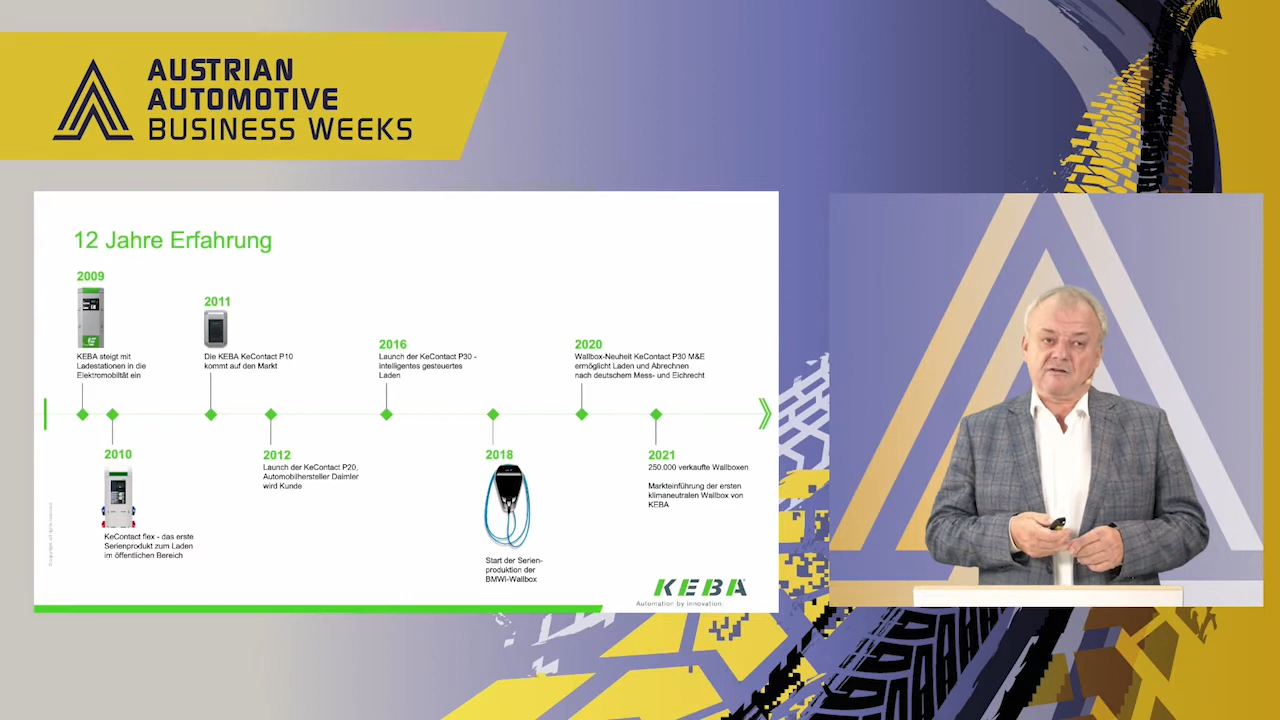 AUSTRIAN
AUTOMOTIVE
BUSINESS WEEKS
12 Jahre Erfahrung
2009
KEBA steigt mit
Ladestationen in die
Elektromobiltät ein
2011
Die KEBA KeContact P10
kommt auf den Markt
2016
Launch der KeContact P30 -
intelligentes gesteuertes
Laden
2020
Wallbox-Neuheit KeContact P30 M&E
ermöglicht Laden und Abrechnen
nach deutschem Mess- und Eichrecht
2010
KeContact flex - das erste
Serienprodukt zum Laden
im öffentlichen Bereich
2012
Launch der KeContact P20,
Automobilhersteller Daimler
wird Kunde
2018
Start der Serien-
produktion der
BMWi-Wallbox
2021
250.000 verkaufte Wallboxen
Markteinführung der ersten
klimaneutralen Wallbox von
KEBA
KEBA
Automation by innovation.